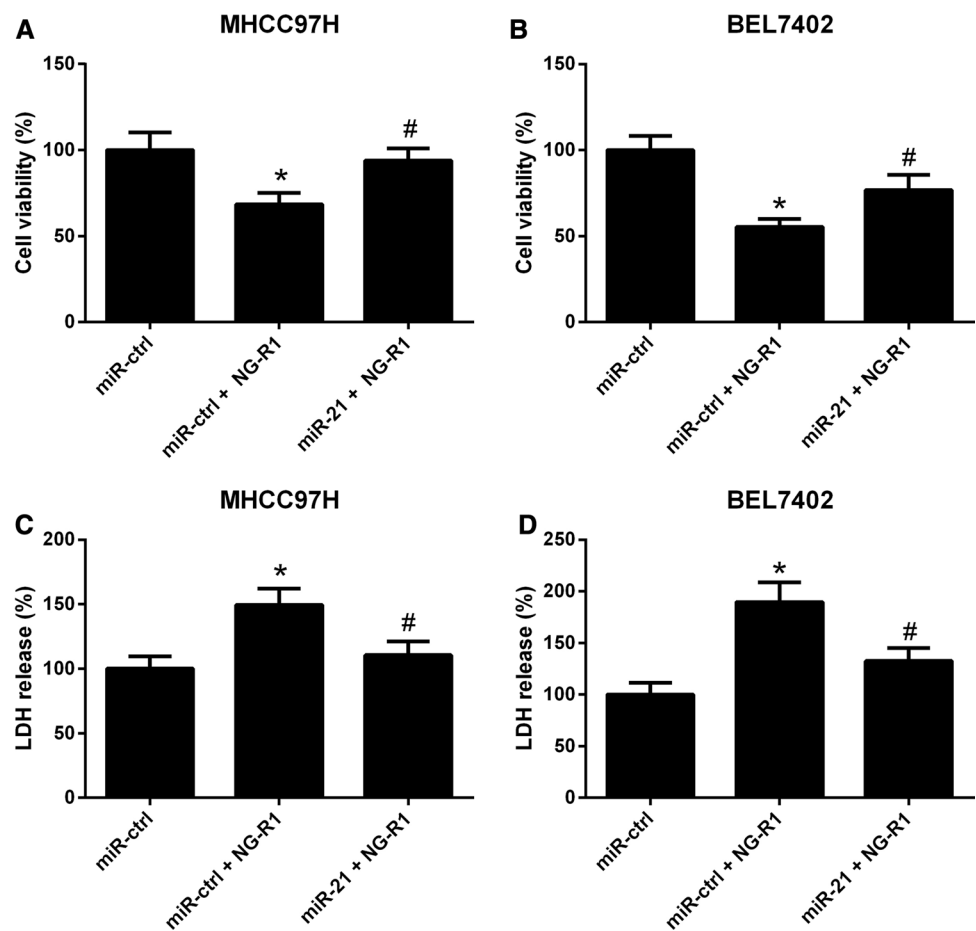 A
MHCC97H
Cell viability (%)
150
100
50
0
*
#
miR-ctrl
miR-ctrl + NG-R1
miR-21 + NG-R1
B
BEL7402
Cell viability (%)
150
100
50
0
*
#
miR-ctrl
miR-ctrl + NG-R1
miR-21 + NG-R1
C
MHCC97H
LDH release (%)
200
150
100
50
0
*
#
miR-ctrl
miR-ctrl + NG-R1
miR-21 + NG-R1
D
BEL7402
LDH release (%)
250
200
150
100
50
0
*
#
miR-ctrl
miR-ctrl + NG-R1
miR-21 + NG-R1